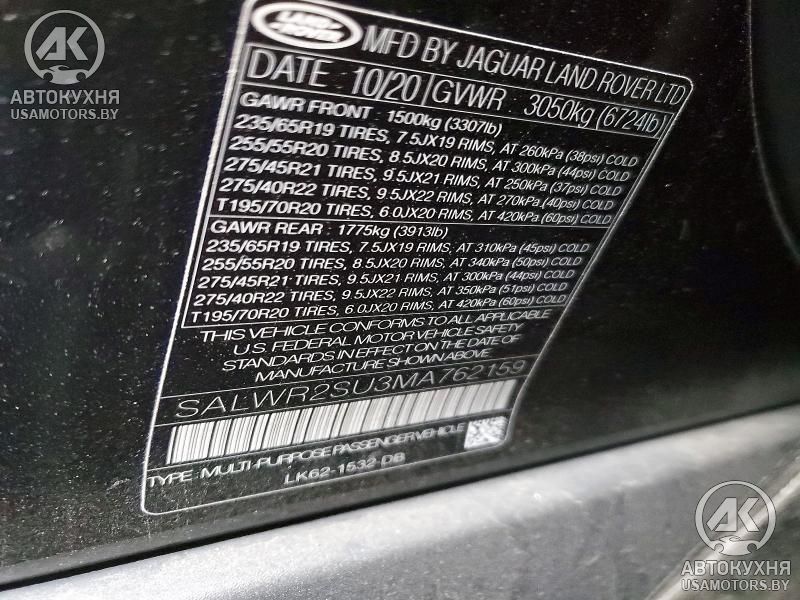 AK
АВТОКУХНЯ
USAMOTORS.BY
LAND ROVER
MFD BY JAGUAR LAND ROVER LTD
DATE 10/20 GVWR 3050kg (6724lb)
GAWR FRONT 1500kg (3307lb)
235/65R19 TIRES, 7.5JX19 RIMS, AT 260kPa (38psi) COLD
255/55R20 TIRES, 8.5JX20 RIMS, AT 300kPa (44psi) COLD
275/45R21 TIRES, 9.5JX21 RIMS, AT 250kPa (37psi) COLD
275/40R22 TIRES, 9.5JX22 RIMS, AT 270kPa (40psi) COLD
T195/70R20 TIRES, 6.0JX20 RIMS, AT 420kPa (60psi) COLD
GAWR REAR: 1775kg (3913lb)
235/65R19 TIRES, 7.5JX19 RIMS, AT 310kPa (45psi) COLD
255/55R20 TIRES, 8.5JX20 RIMS, AT 340kPa (50psi) COLD
275/45R21 TIRES, 9.5JX21 RIMS, AT 300kPa (44psi) COLD
275/40R22 TIRES, 9.5JX22 RIMS, AT 350kPa (51psi) COLD
T195/70R20 TIRES, 6.0JX20 RIMS, AT 420kPa (60psi) COLD
THIS VEHICLE CONFORMS TO ALL APPLICABLE
U.S. FEDERAL MOTOR VEHICLE SAFETY
STANDARDS IN EFFECT ON THE DATE OF
MANUFACTURE SHOWN ABOVE
SALWR2SU3MA762159
TYPE: MULTI-PURPOSE PASSENGER VEHICLE
LK62-1532-DB
AK
АВТОКУХНЯ
USAMOTORS.BY